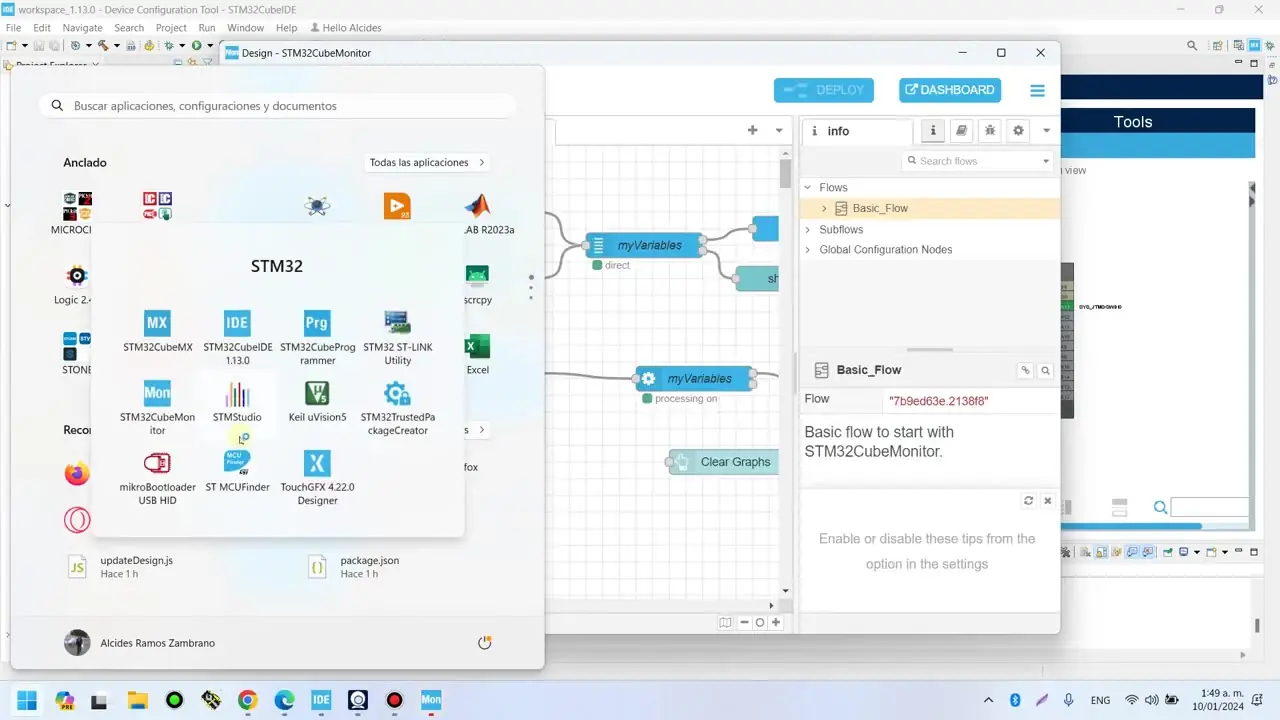 workspace_1.13.0 - Device Configuration Tool - STM32CubeIDE
File Edit Navigate Search Project Run Window Help Hello Alcides
Project Explorer
Design - STM32CubeMonitor
DEPLOY
DASHBOARD
Buscar aplicaciones, configuraciones y documentos
Anclado
Todas las aplicaciones
MICROCI
LAB R2023a
Logic 2.4
scrcpy
STONE
Excel
STM32
STM32CubeMX
STM32CubeIDE
1.13.0
STM32CubeProg
rammer
STM32 ST-LINK
Utility
STM32CubeMon
itor
STMStudio
Keil uVision5
STM32TrustedPa
ckageCreator
mikroBootloader
USB HID
ST MCUFinder
TouchGFX 4.22.0
Designer
Recor
s
fox
updateDesign.js
Hace 1 h
package.json
Hace 1 h
Alcides Ramos Zambrano
myVariables
direct
sh
myVariables
processing on
Clear Graphs
info
Search flows
Flows
Basic_Flow
Subflows
Global Configuration Nodes
Basic_Flow
Flow
"7b9ed63e.2138f8"
Basic flow to start with
STM32CubeMonitor.
Enable or disable these tips from the
option in the settings
Tools
view
ENG
1:49 a. m.
10/01/2024